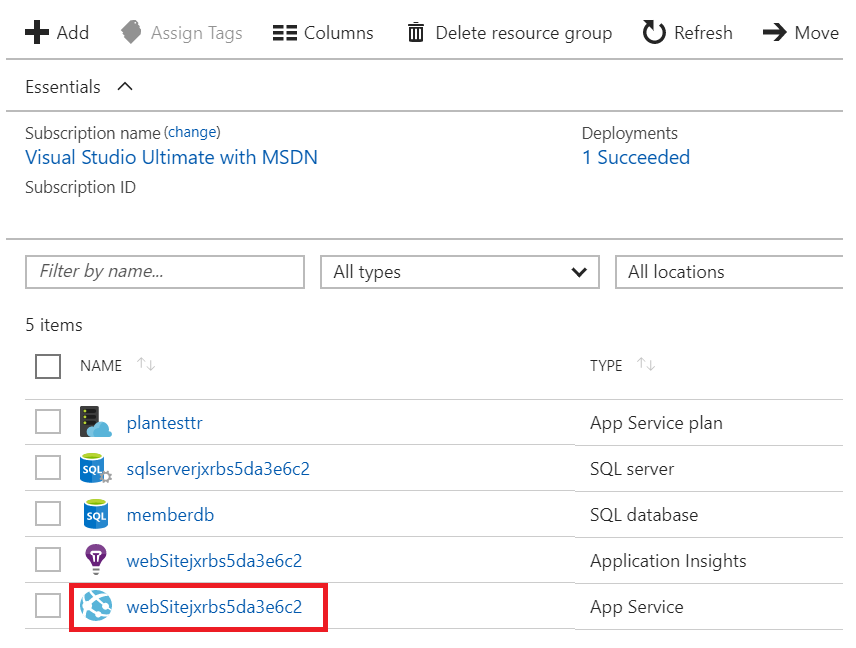 Add Assign Tags Columns Delete resource group Refresh Move
Essentials
Subscription name (change) Deployments
Visual Studio Ultimate with MSDN 1 Succeeded
Subscription ID
Filter by name... All types All locations
5 items
NAME TYPE
plantesttr App Service plan
SQL sqlserverjxrbs5da3e6c2 SQL server
SQL memberdb SQL database
webSitejxrbs5da3e6c2 Application Insights
webSitejxrbs5da3e6c2 App Service